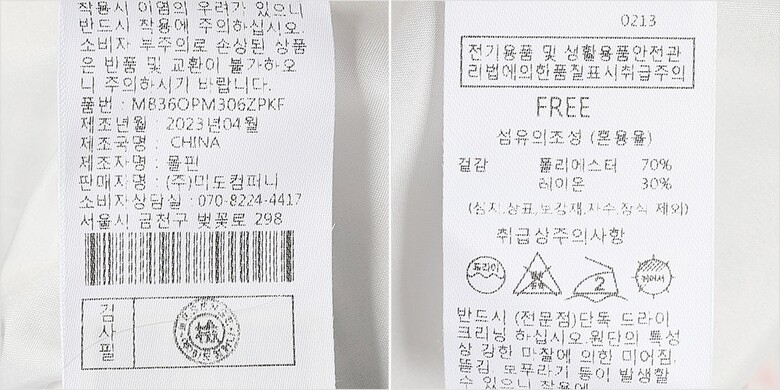 착용시 이염의 우려가 있으니
반드시 착용에 주의하십시오.
소비자 부주의로 손상된 상품
은 반품 및 교환이 불가하오
니 주의하시기 바랍니다.
품번 : MB36OPM306ZPKF
제조년월 : 2023년04월
제조국명 : CHINA
제조자명 : 몰핀
판매자명 : (주)미도컴퍼니
소비자상담실 : 070-8224-4417
서울시 금천구 벚꽃로 298
검사필
0213
전기용품 및 생활용품안전관
리법에의한품질표시취급주의
FREE
섬유의조성 (혼용율)
겉감 폴리에스터 70%
레이온 30%
(심지,상표,보강재,자수,장식 제외)
취급상주의사항
드라이
2
반드시 (전문점)단독 드라이
크리닝 하십시오.원단의 특성
상 강한 마찰에 의한 미어짐,
뜯김, 보푸라기 등이 발생할
수 있으니 착용에